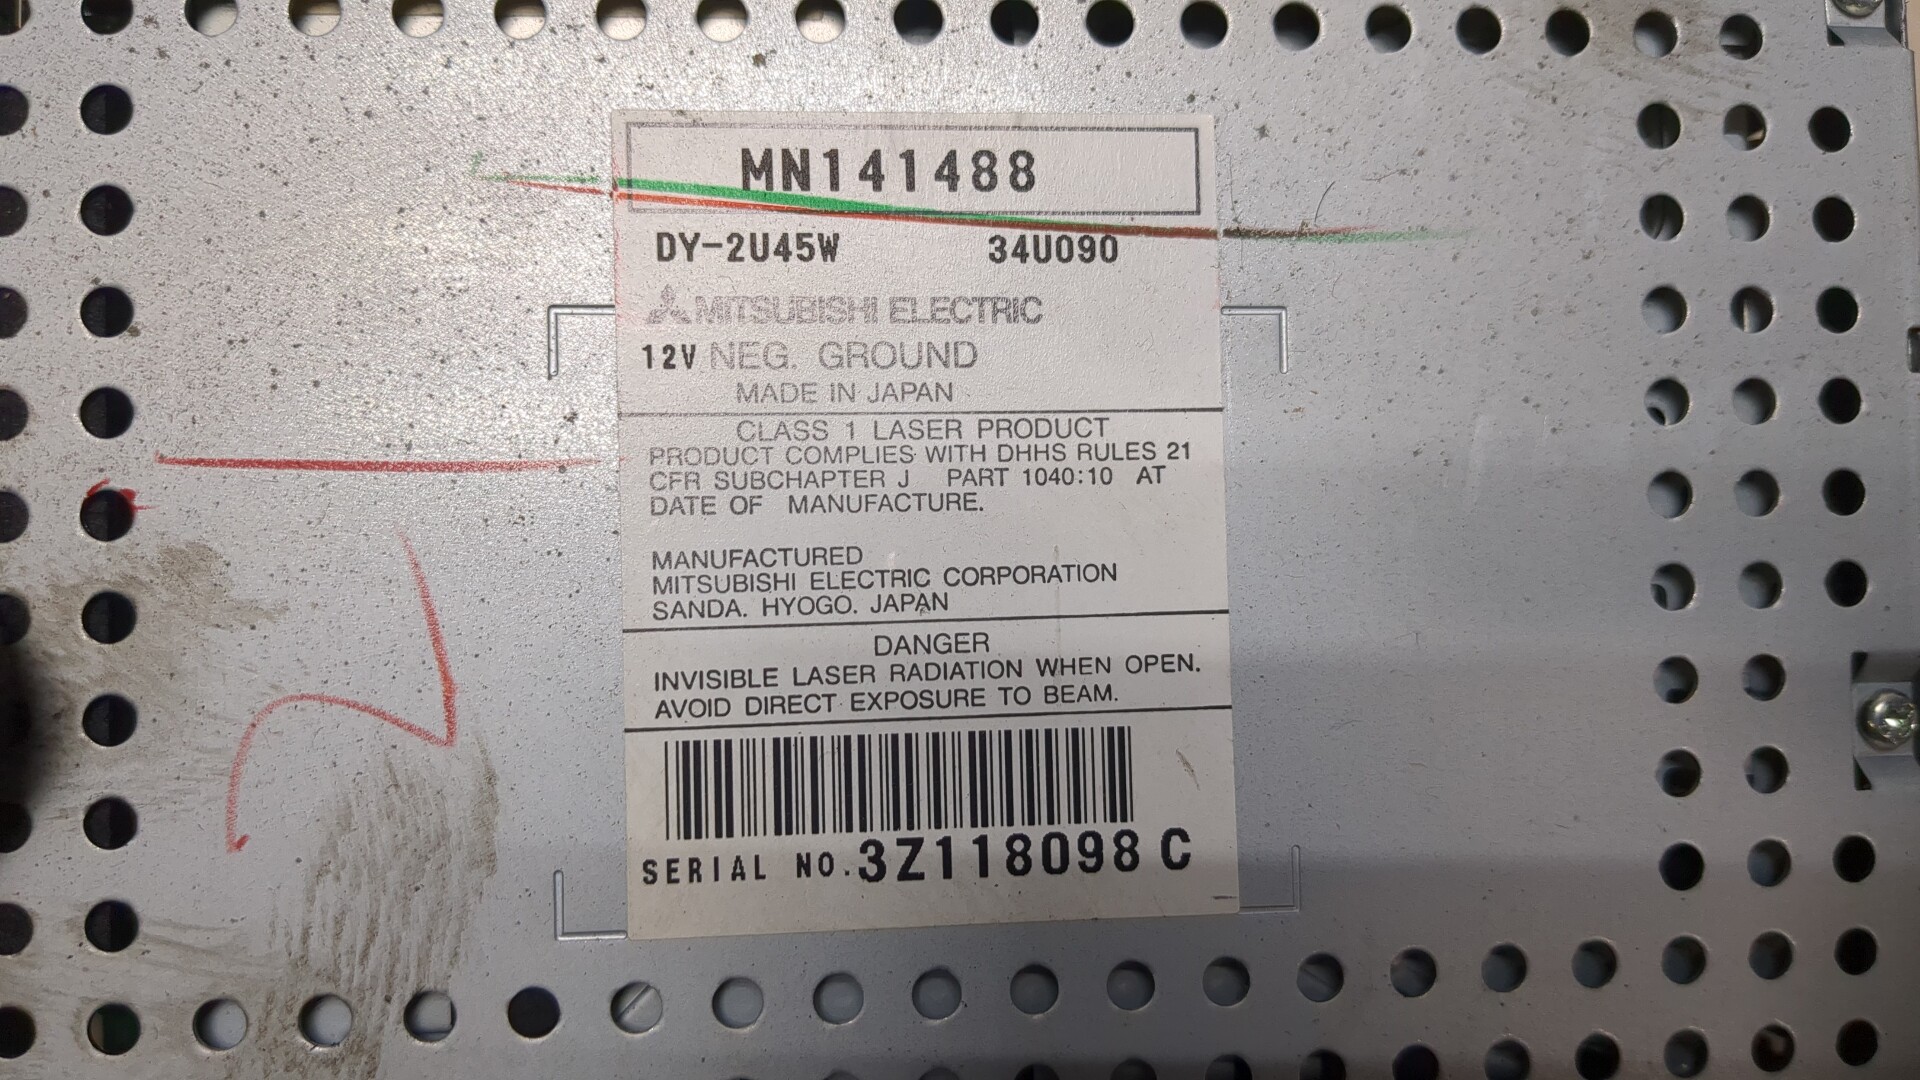 MN141488
DY-2U45W 34U090
MITSUBISHI ELECTRIC
12V NEG. GROUND
MADE IN JAPAN
CLASS 1 LASER PRODUCT
PRODUCT COMPLIES WITH DHHS RULES 21
CFR SUBCHAPTER J PART 1040:10 AT
DATE OF MANUFACTURE.
MANUFACTURED
MITSUBISHI ELECTRIC CORPORATION
SANDA. HYOGO. JAPAN
DANGER
INVISIBLE LASER RADIATION WHEN OPEN.
AVOID DIRECT EXPOSURE TO BEAM.
SERIAL NO.3Z118098 C